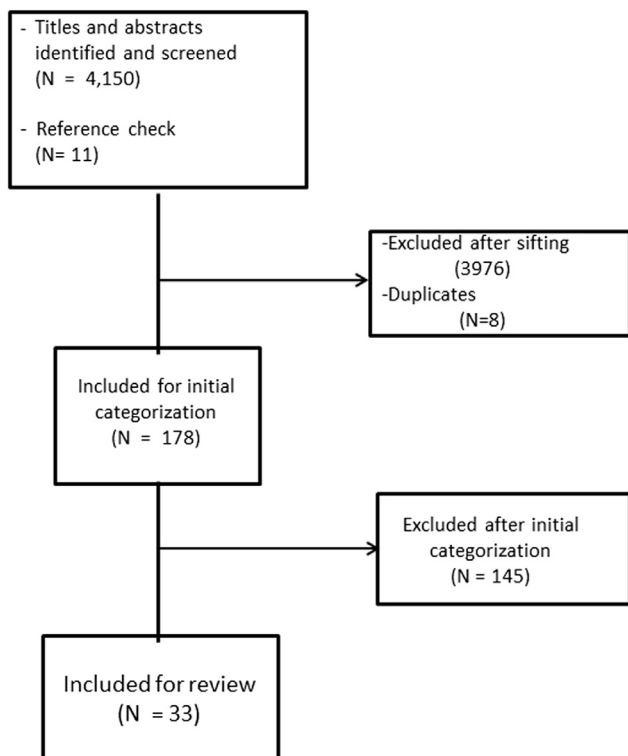 - Titles and abstracts
identified and screened
(N = 4,150)
- Reference check
(N= 11)
-Excluded after sifting
(3976)
-Duplicates
(N=8)
Included for initial
categorization
(N = 178)
Excluded after initial
categorization
(N = 145)
Included for review
(N = 33)